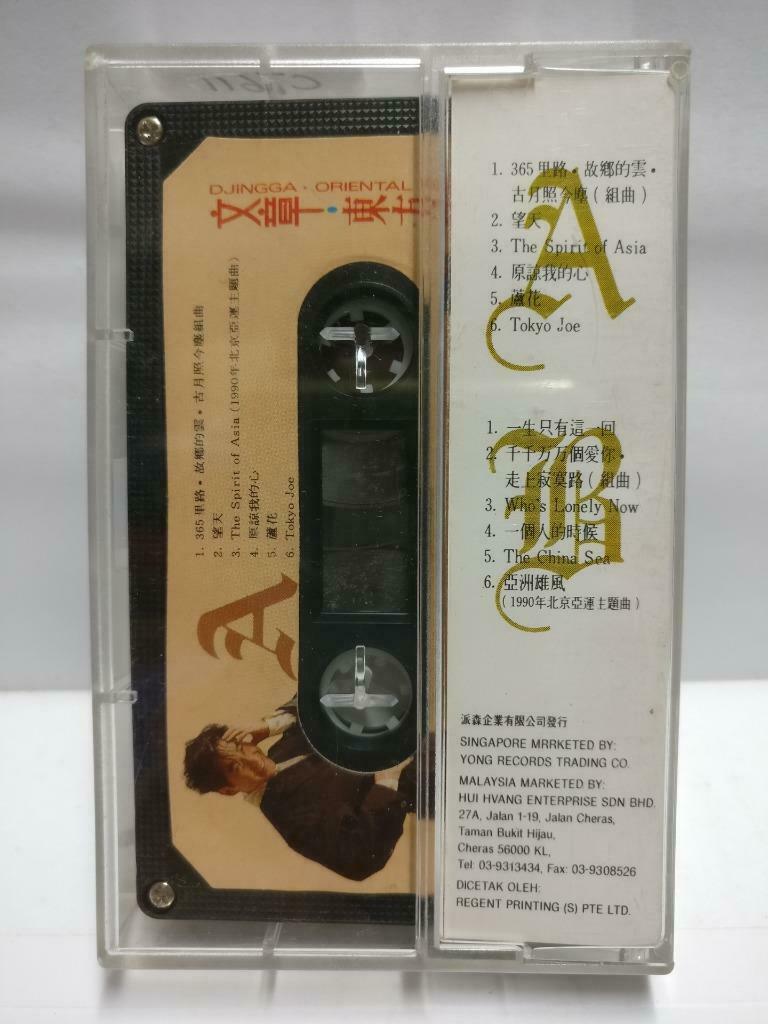 DJINGGA · ORIENTAL
文章·東
1. 365里路·故鄉的雲·古月照今塵組曲
2. 望天
3. The Spirit of Asia (1990年北京亞運主題曲)
4. 原諒我的心
5. 蘆花
6. Tokyo Joe
A
1. 365里路·故鄉的雲·
古月照今塵(組曲)
2. 望天
3. The Spirit of Asia
4. 原諒我的心
5. 蘆花
6. Tokyo Joe
A
1. 一生只有這一回
2. 千千万万個愛你·
走上寂寞路(組曲)
3. Who's Lonely Now
4. 一個人的時候
5. The China Sea
6. 亞洲雄風
(1990年北京亞運主題曲)
B
派森企業有限公司發行
SINGAPORE MRRKETED BY:
YONG RECORDS TRADING CO.
MALAYSIA MARKETED BY:
HUI HVANG ENTERPRISE SDN BHD.
27A, Jalan 1-19, Jalan Cheras,
Taman Bukit Hijau,
Cheras 56000 KL,
Tel: 03-9313434, Fax: 03-9308526
DICETAK OLEH:
REGENT PRINTING (S) PTE LTD.